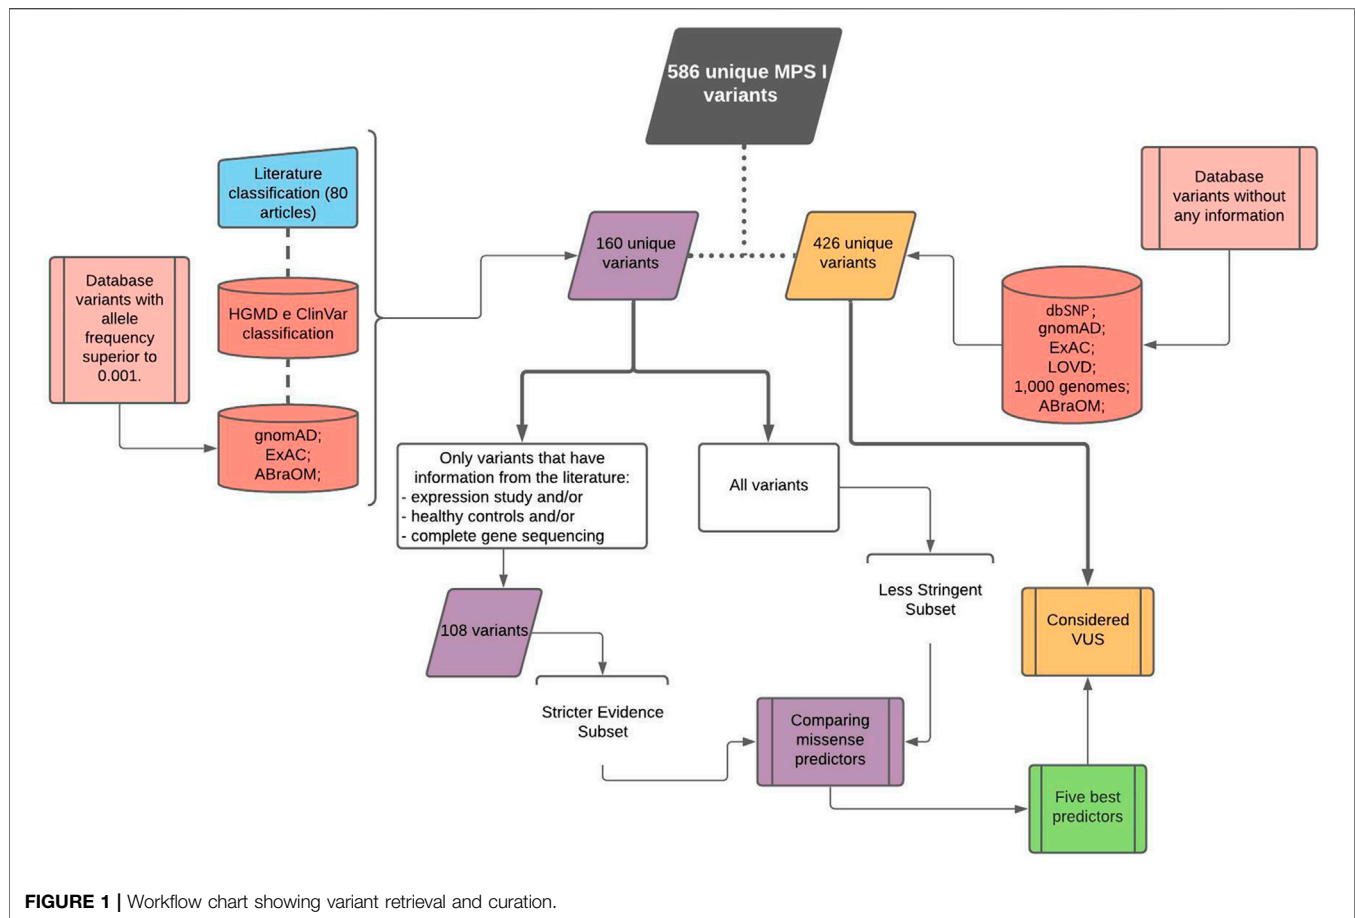 586 unique MPS I
variants
Literature
classification (80
articles)
HGMD e ClinVar
classification
Database
variants with
allele
frequency
superior to
0.001.
gnomAD;
ExAC;
ABraOM;
160 unique
variants
426 unique
variants
Database
variants without
any information
dbSNP;
gnomAD;
ExAC;
LOVD;
1,000 genomes;
ABraOM;
Only variants that have
information from the literature:
- expression study and/or
- healthy controls and/or
- complete gene sequencing
All variants
108 variants
Stricter Evidence
Subset
Less Stringent
Subset
Comparing
missense
predictors
Considered
VUS
Five best
predictors
FIGURE 1 | Workflow chart showing variant retrieval and curation.